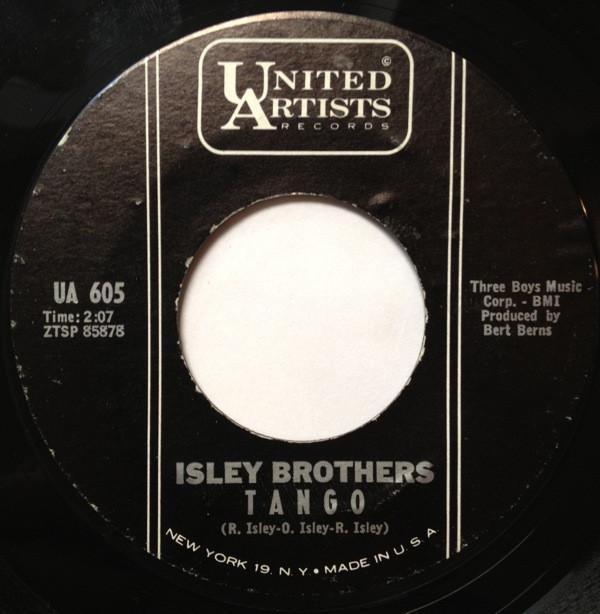 ©
UNITED
ARTISTS
RECORDS
UA 605
Time: 2:07
ZTSP 85878
Three Boys Music
Corp. - BMI
Produced by
Bert Berns
ISLEY BROTHERS
TANGO
(R. Isley-O. Isley-R. Isley)
NEW YORK 19, N. Y. • MADE IN U. S. A.